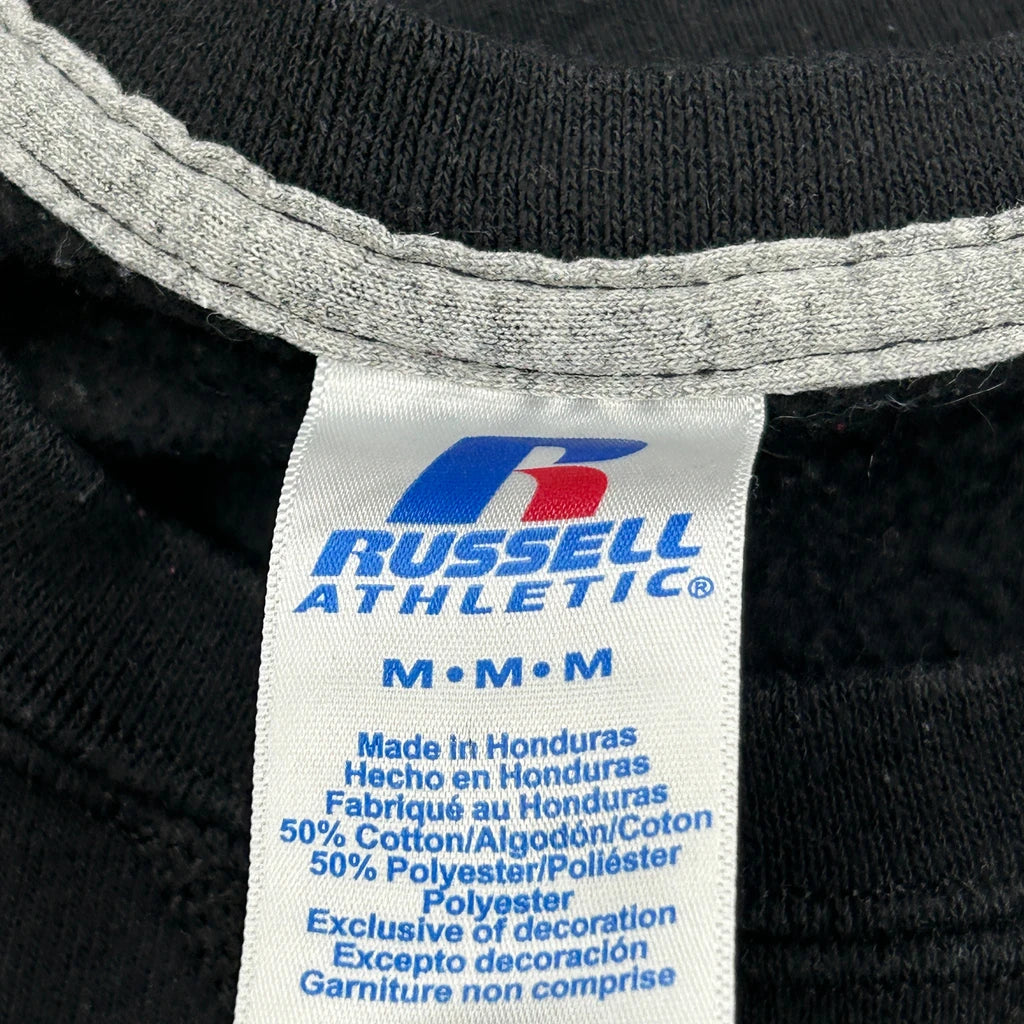 R
RUSSELL
ATHLETIC®
M•M•M
Made in Honduras
Hecho en Honduras
Fabriqué au Honduras
50% Cotton/Algodón/Coton
50% Polyester/Poliéster
Polyester
Exclusive of decoration
Excepto decoración
Garniture non comprise